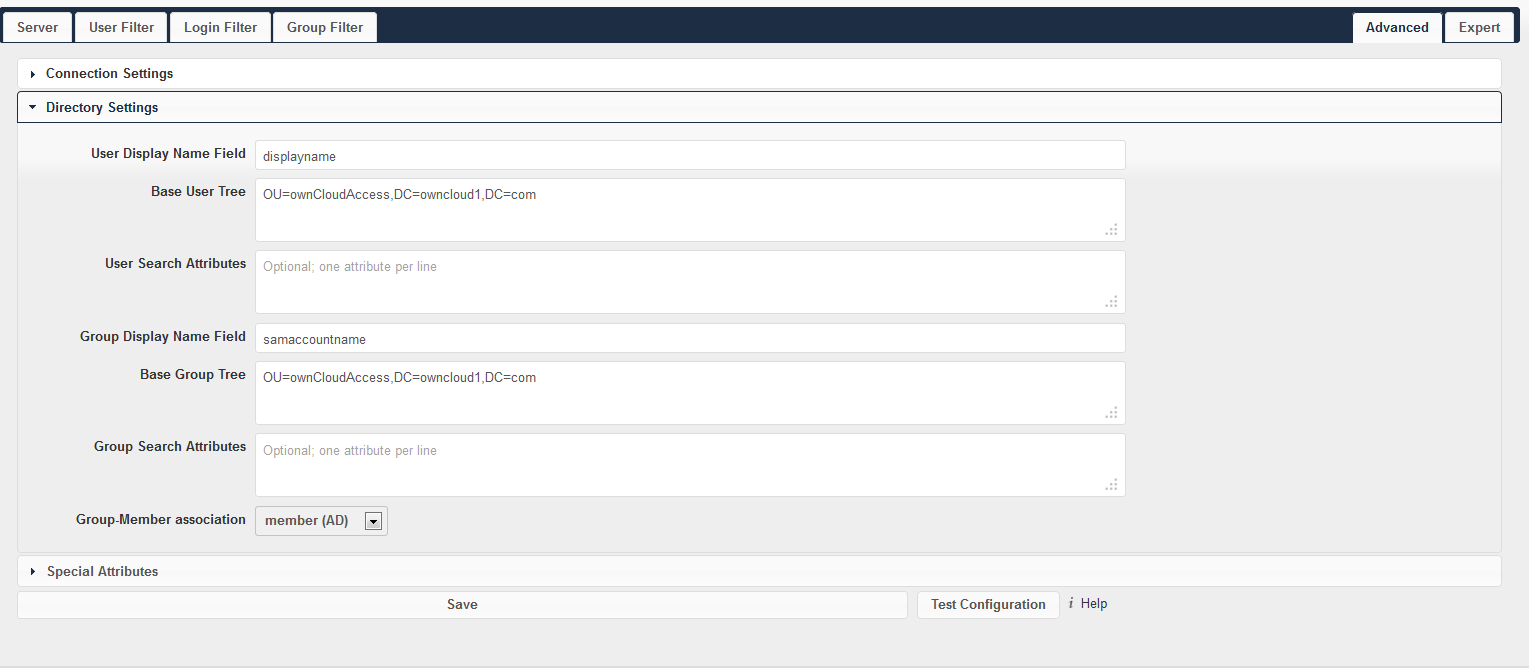 Server User Filter Login Filter Group Filter Advanced Expert
Connection Settings
Directory Settings
User Display Name Field displayname
Base User Tree OU=ownCloudAccess,DC=owncloud1,DC=com
User Search Attributes Optional; one attribute per line
Group Display Name Field samaccountname
Base Group Tree OU=ownCloudAccess,DC=owncloud1,DC=com
Group Search Attributes Optional; one attribute per line
Group-Member association member (AD)
Special Attributes
Save Test Configuration i Help